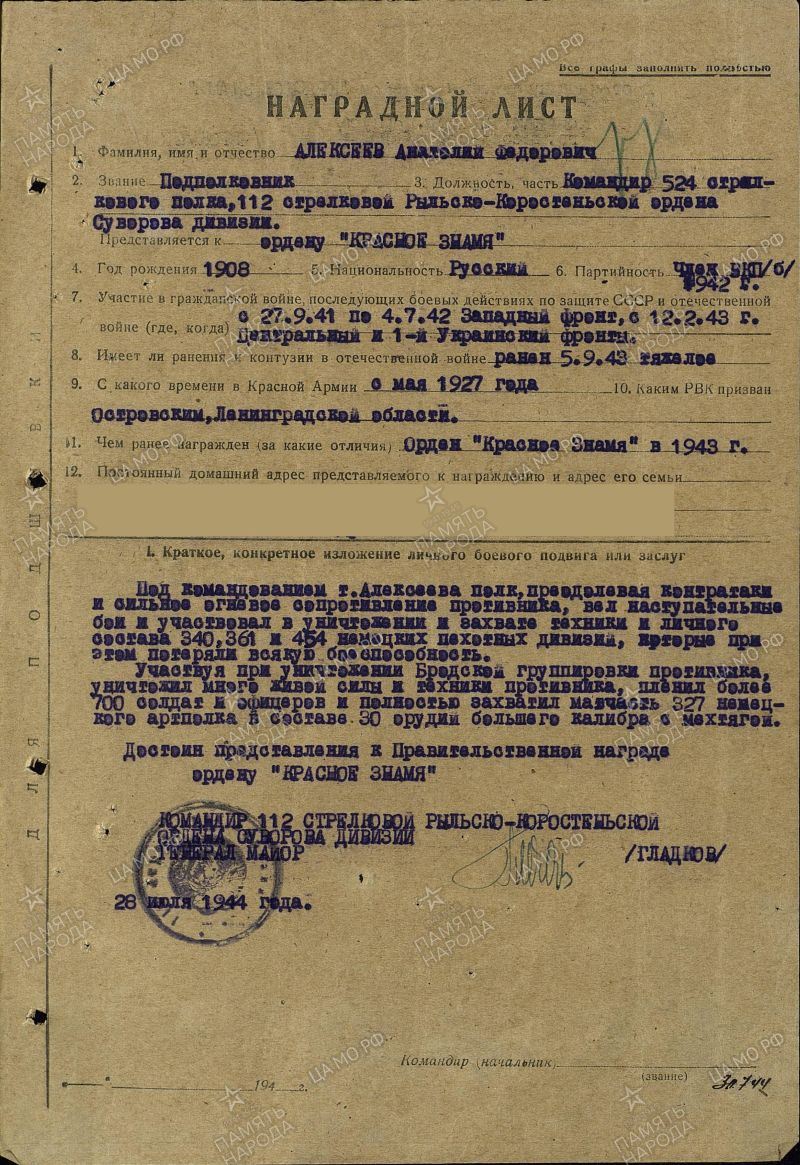 Все графы заполнять полностью
НАГРАДНОЙ ЛИСТ
1. Фамилия, имя и отчество АЛЕКСЕЕВ Анатолий Федорович
2. Звание Подполковник 3. Должность, часть Командир 524 стрел-
кового полка, 112 стрелковой Рыльско-Коростеньской ордена
Суворова дивизии.
Представляется к ордену "КРАСНОЕ ЗНАМЯ"
4. Год рождения 1908 5. Национальность Русский 6. Партийность Член ВКП/б/
1942 г.
7. Участие в гражданской войне, последующих боевых действиях по защите СССР и отечественной
с 27.9.41 по 4.7.42 Западный фронт, с 12.2.43 г.
войне (где, когда) Центральный и 1-й Украинский фронты.
8. Имеет ли ранения и контузии в отечественной войне ранен 5.9.43 тяжелое
9. С какого времени в Красной Армии с мая 1927 года 10. Каким РВК призван
Островским, Ленинградской области.
11. Чем ранее награжден (за какие отличия) Орден "Красное Знамя" в 1943 г.
12. Постоянный домашний адрес представляемого к награждению и адрес его семьи
I. Краткое, конкретное изложение личного боевого подвига или заслуг
Под командованием т.Алексеева полк, преодолевая контратаки
и сильное огневое сопротивление противника, вел наступательные
бои и участвовал в уничтожении и захвате техники и личного
состава 340, 361 и 454 немецких пехотных дивизий, которые при
этом потеряли всякую боеспособность.
Участвуя при уничтожении Бродской группировки противника,
уничтожил много живой силы и техники противника, пленил более
700 солдат и офицеров и полностью захватил матчасть 327 немец-
кого артполка в составе 30 орудий большего калибра с мехтягой.
Достоин представления к Правительственной награде
ордену "КРАСНОЕ ЗНАМЯ"
КОМАНДИР 112 СТРЕЛКОВОЙ РЫЛЬСКО-КОРОСТЕНЬСКОЙ
ОРДЕНА СУВОРОВА ДИВИЗИИ
ГЕНЕРАЛ МАЙОР /ГЛАДКОВ/
28 июля 1944 года.
Командир (начальник)
(звание)
194 г.
ДЛЯ ПОДШИВКИ
ПАМЯТЬ НАРОДА
ЦАМО.РФ